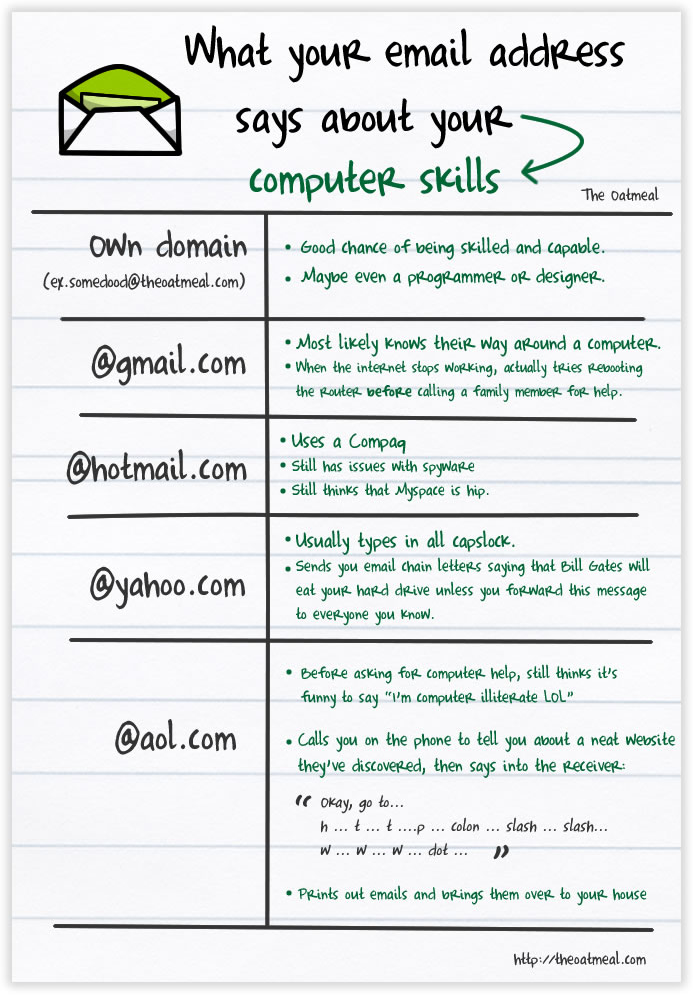 What your email address
says about your
computer skills
The Oatmeal
own domain
(ex.somedood@theoatmeal.com)
• Good chance of being skilled and capable.
• Maybe even a programmer or designer.
@gmail.com
• Most likely knows their way around a computer.
• When the internet stops working, actually tries rebooting
the router before calling a family member for help.
@hotmail.com
• Uses a Compaq
• Still has issues with spyware
• Still thinks that Myspace is hip.
@yahoo.com
• Usually types in all capslock.
• Sends you email chain letters saying that Bill Gates will
eat your hard drive unless you forward this message
to everyone you know.
@aol.com
• Before asking for computer help, still thinks it's
funny to say "I'm computer illiterate LOL"
• Calls you on the phone to tell you about a neat website
they've discovered, then says into the receiver:
“ Okay, go to...
h ... t ... t ....p ... colon ... slash ... slash...
w ... w ... w ... dot ... ”
• Prints out emails and brings them over to your house
http://theoatmeal.com